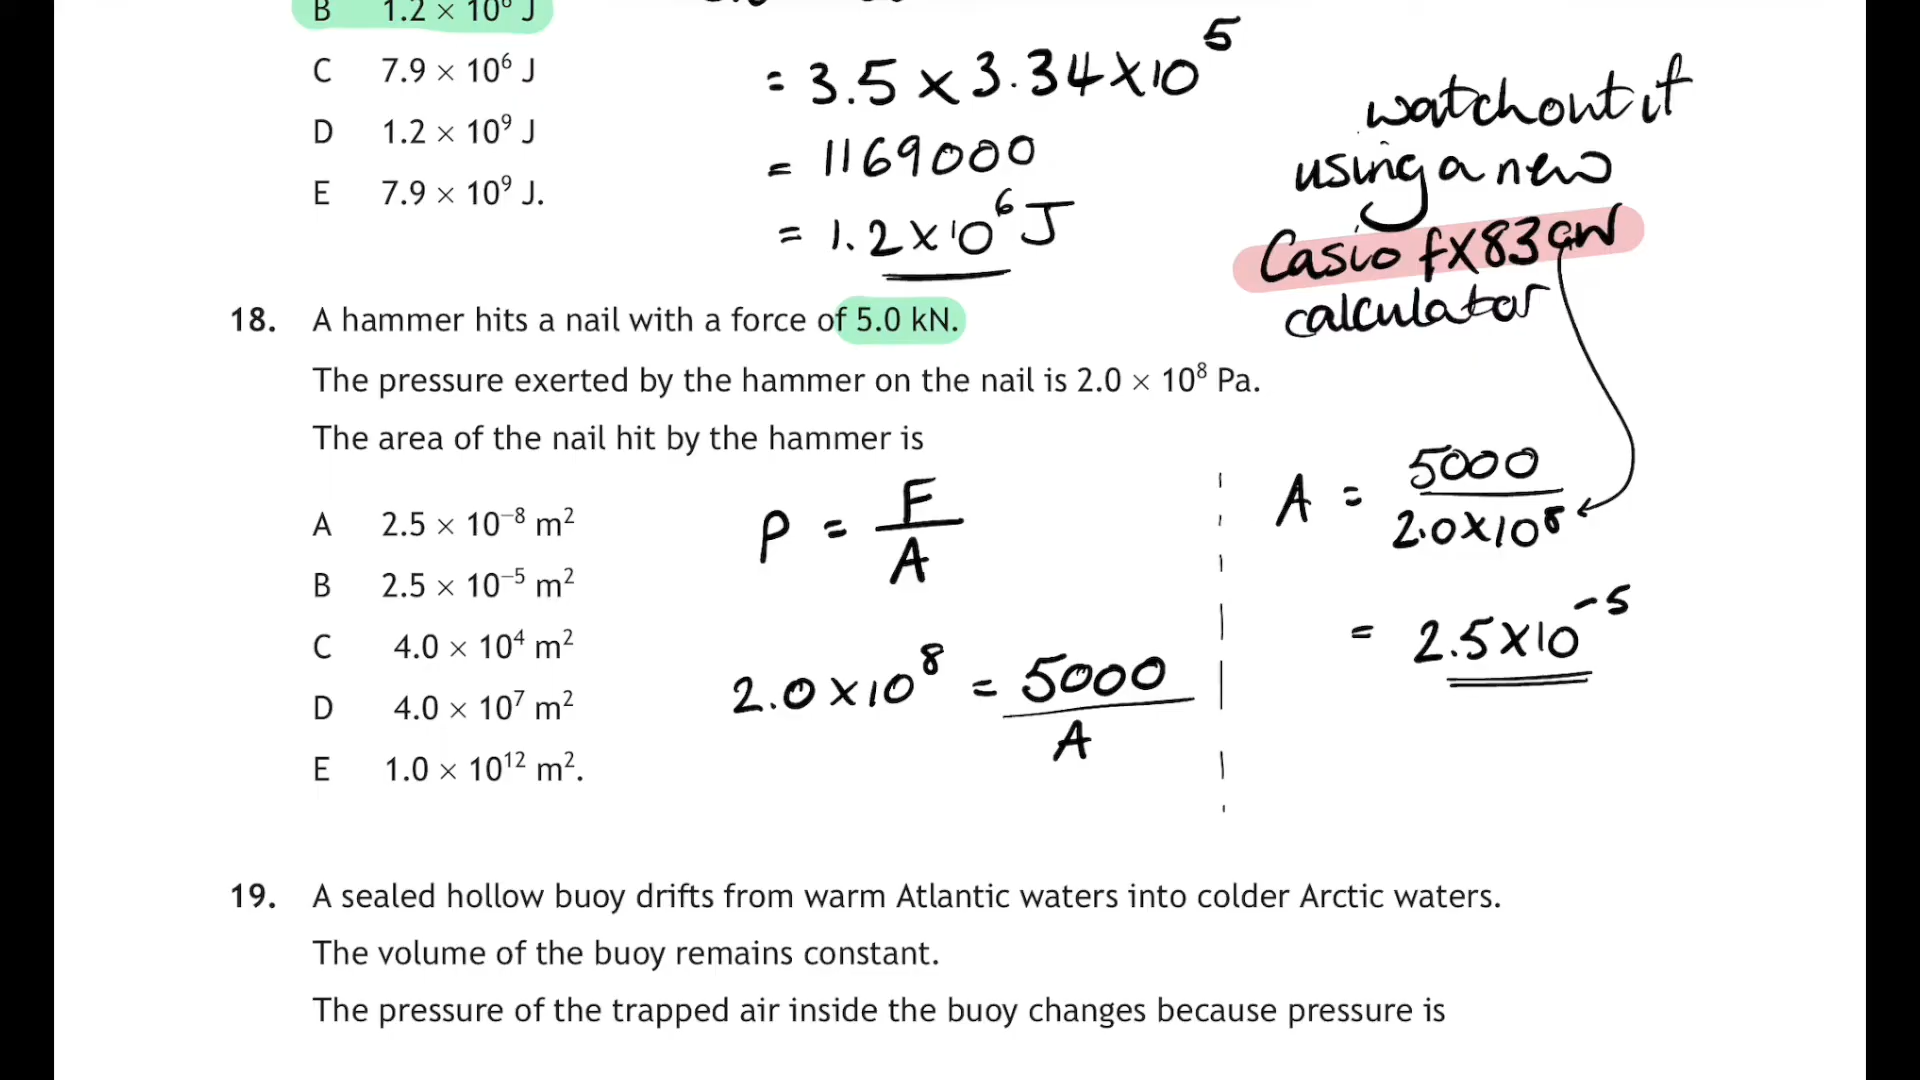 B 1.2 × 10⁶ J
C 7.9 × 10⁶ J
D 1.2 × 10⁹ J
E 7.9 × 10⁹ J.
= 3.5 × 3.34 × 10⁵
= 1169000
= 1.2 × 10⁶ J
watch out if
using a new
Casio fx83 GW
calculator
18. A hammer hits a nail with a force of 5.0 kN.
The pressure exerted by the hammer on the nail is 2.0 × 10⁸ Pa.
The area of the nail hit by the hammer is
A 2.5 × 10⁻⁸ m²
B 2.5 × 10⁻⁵ m²
C 4.0 × 10⁴ m²
D 4.0 × 10⁷ m²
E 1.0 × 10¹² m².
P = F / A
2.0 × 10⁸ = 5000 / A
A = 5000 / 2.0 × 10⁸
= 2.5 × 10⁻⁵
19. A sealed hollow buoy drifts from warm Atlantic waters into colder Arctic waters.
The volume of the buoy remains constant.
The pressure of the trapped air inside the buoy changes because pressure is